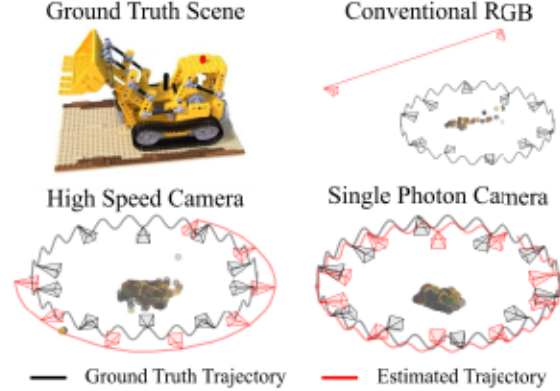 Ground Truth Scene
Conventional RGB
High Speed Camera
Single Photon Camera
Ground Truth Trajectory
Estimated Trajectory